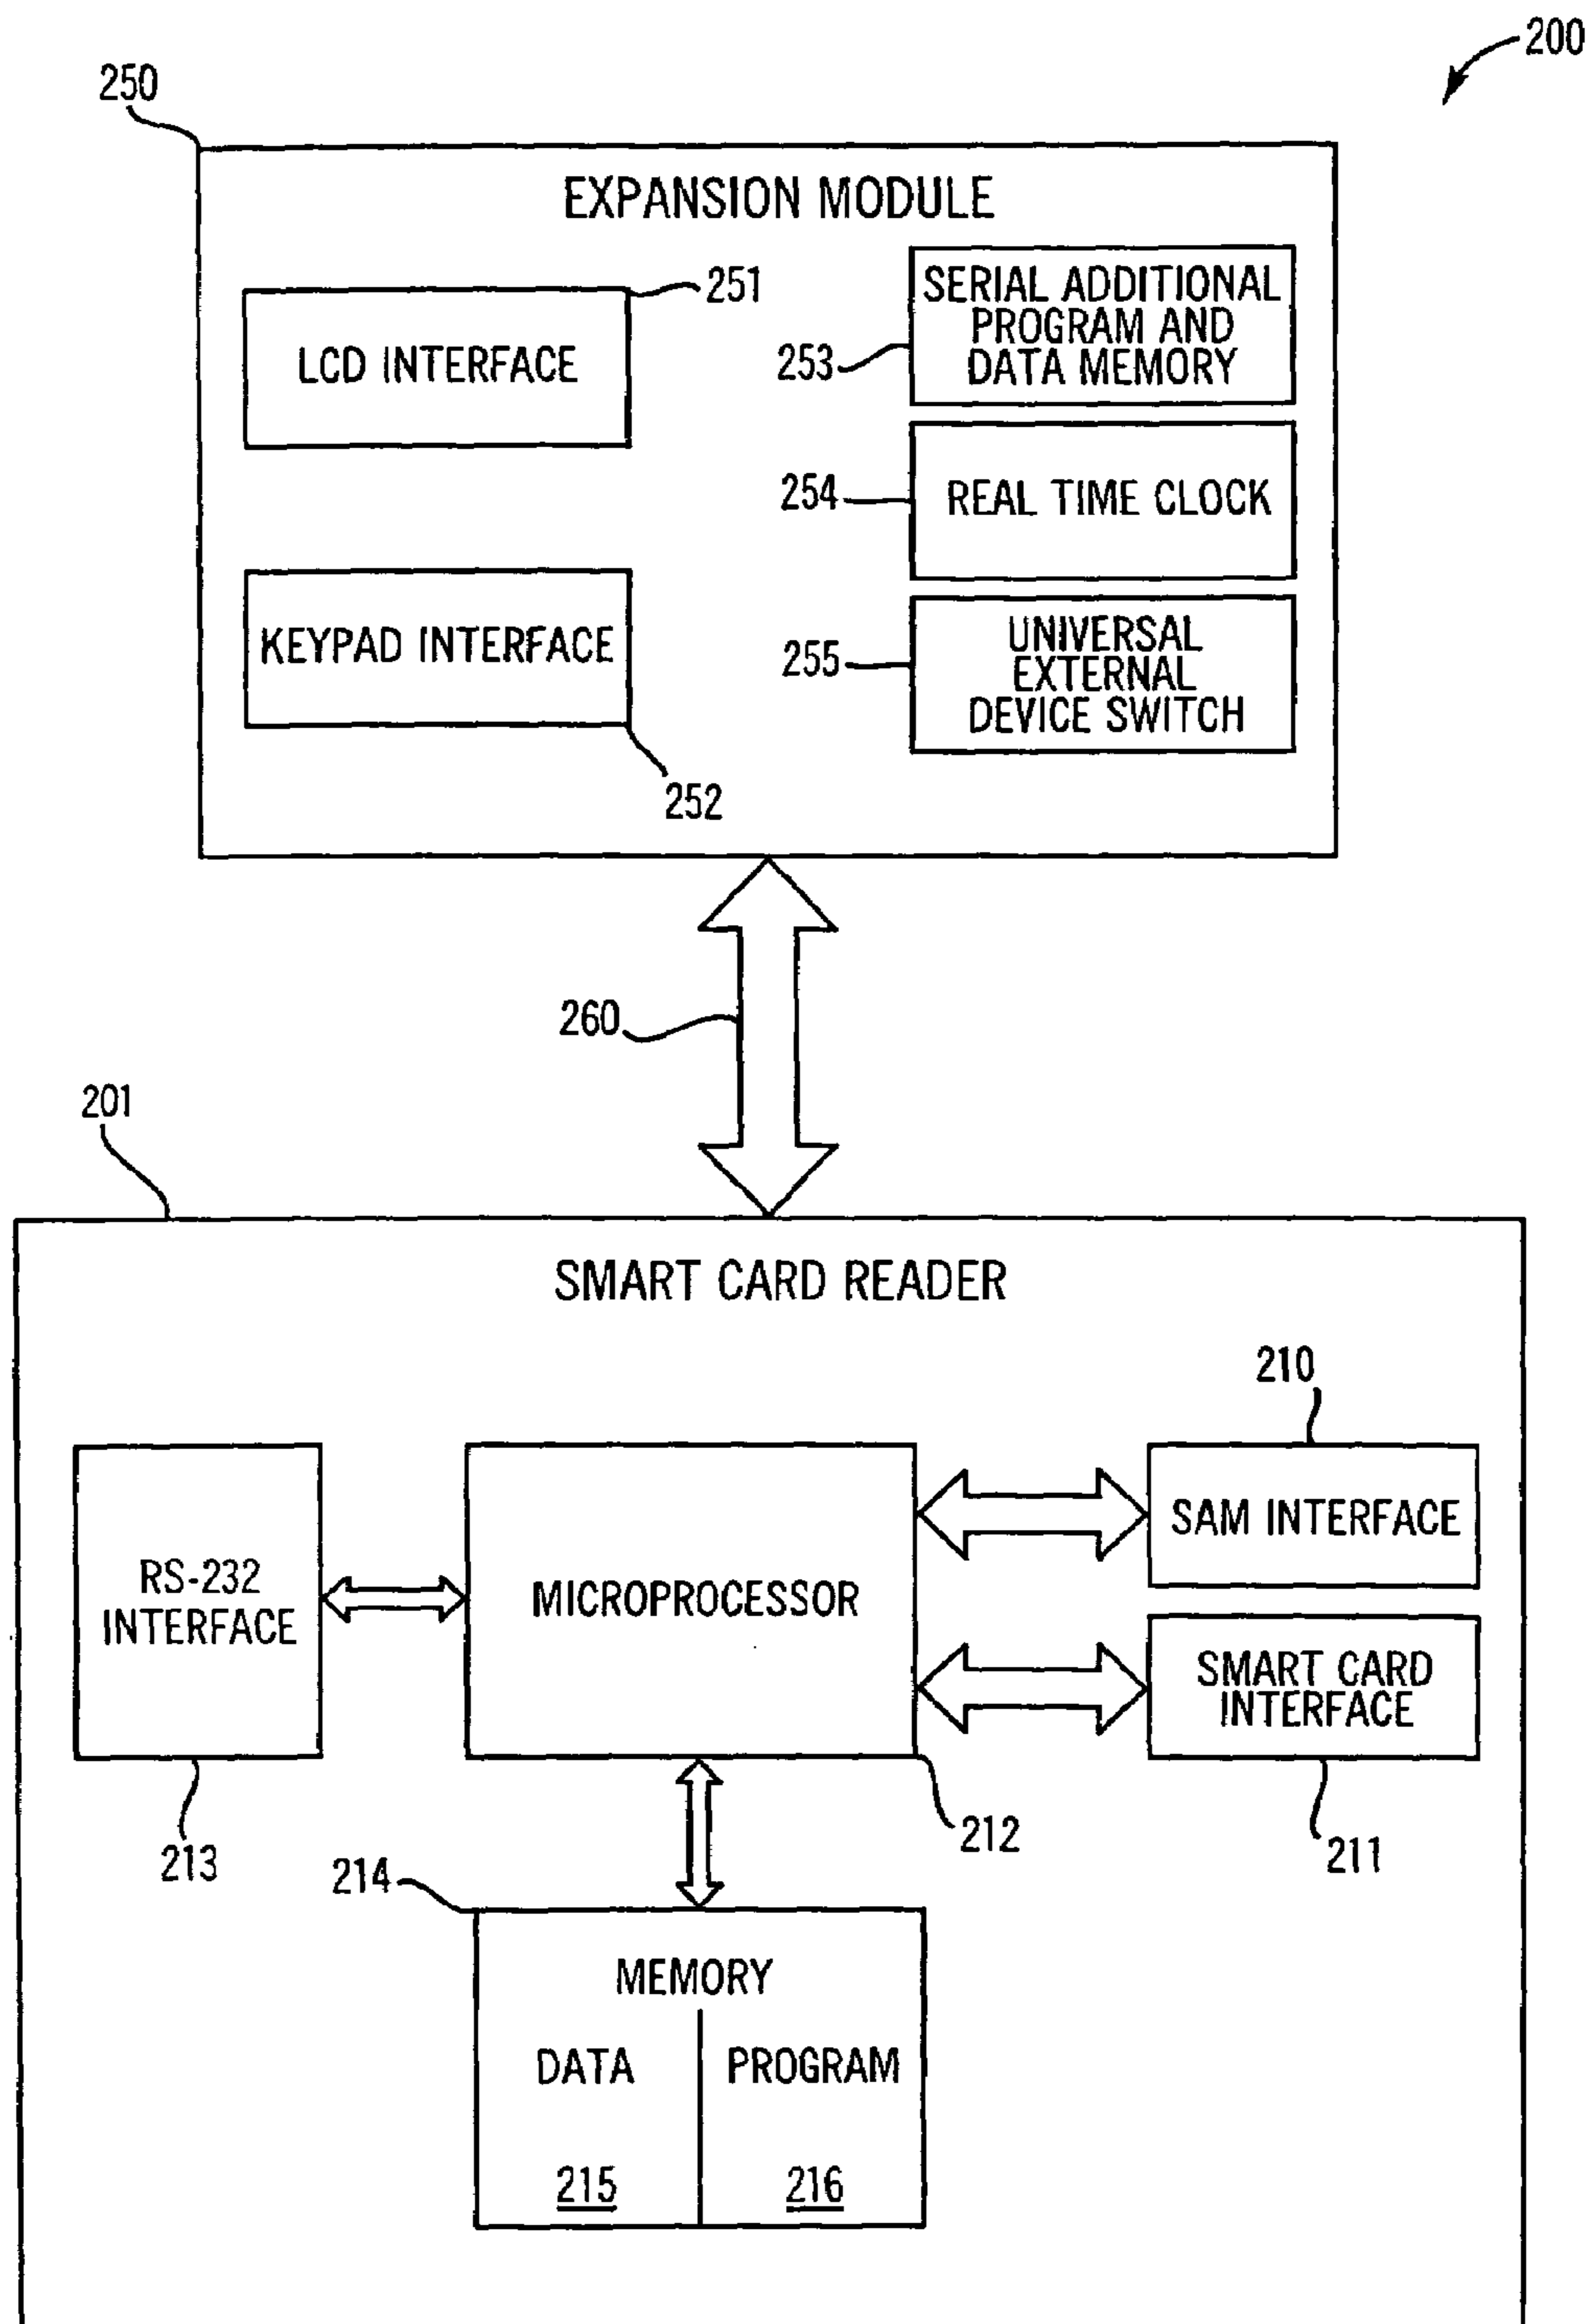 200
250
EXPANSION MODULE
251
LCD INTERFACE
253
SERIAL ADDITIONAL
PROGRAM AND
DATA MEMORY
254
REAL TIME CLOCK
KEYPAD INTERFACE
252
255
UNIVERSAL
EXTERNAL
DEVICE SWITCH
260
201
SMART CARD READER
210
RS-232
INTERFACE
213
MICROPROCESSOR
212
SAM INTERFACE
SMART CARD
INTERFACE
211
214
MEMORY
DATA
PROGRAM
215
216